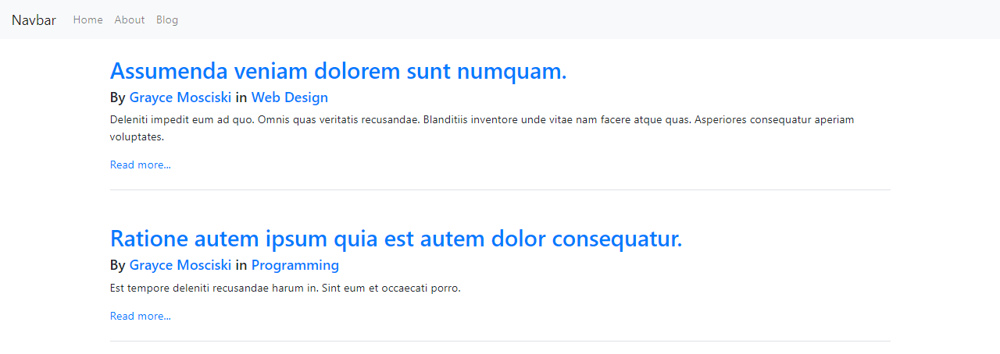 Navbar Home About Blog
Assumenda veniam dolorem sunt numquam.
By Grayce Mosciski in Web Design
Deleniti impedit eum ad quo. Omnis quas veritatis recusandae. Blanditiis inventore unde vitae nam facere atque quas. Asperiores consequatur aperiam
voluptates.
Read more...
Ratione autem ipsum quia est autem dolor consequatur.
By Grayce Mosciski in Programming
Est tempore deleniti recusandae harum in. Sint eum et occaecati porro.
Read more...